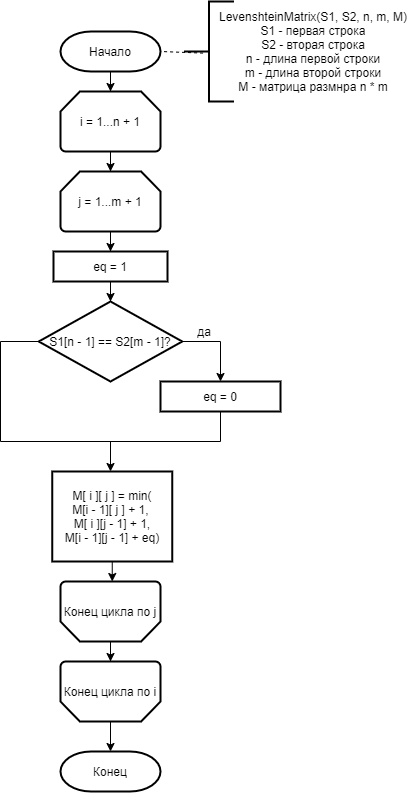 LevenshteinMatrix(S1, S2, n, m, M)
S1 - первая строка
S2 - вторая строка
n - длина первой строки
m - длина второй строки
M - матрица размнра n * m
Начало
i = 1...n + 1
j = 1...m + 1
eq = 1
S1[n - 1] == S2[m - 1]?
да
eq = 0
M[ i ][ j ] = min(
M[i - 1][ j ] + 1,
M[ i ][j - 1] + 1,
M[i - 1][j - 1] + eq)
Конец цикла по j
Конец цикла по i
Конец